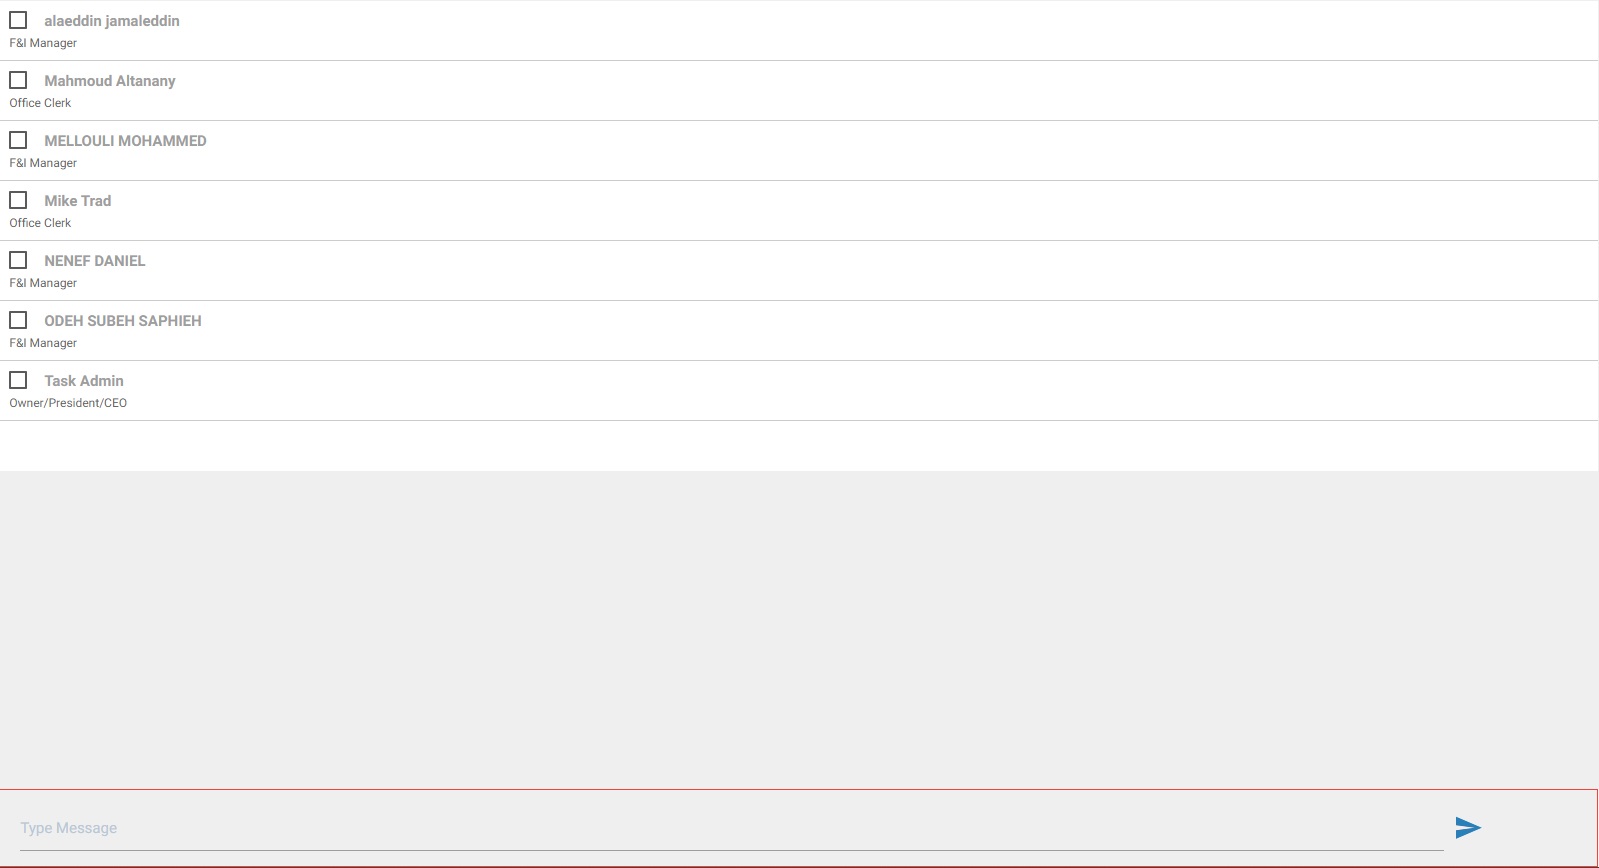 alaeddin jamaleddin
F&I Manager
Mahmoud Altanany
Office Clerk
MELLOULI MOHAMMED
F&I Manager
Mike Trad
Office Clerk
NENEF DANIEL
F&I Manager
ODEH SUBEH SAPHIEH
F&I Manager
Task Admin
Owner/President/CEO
Type Message